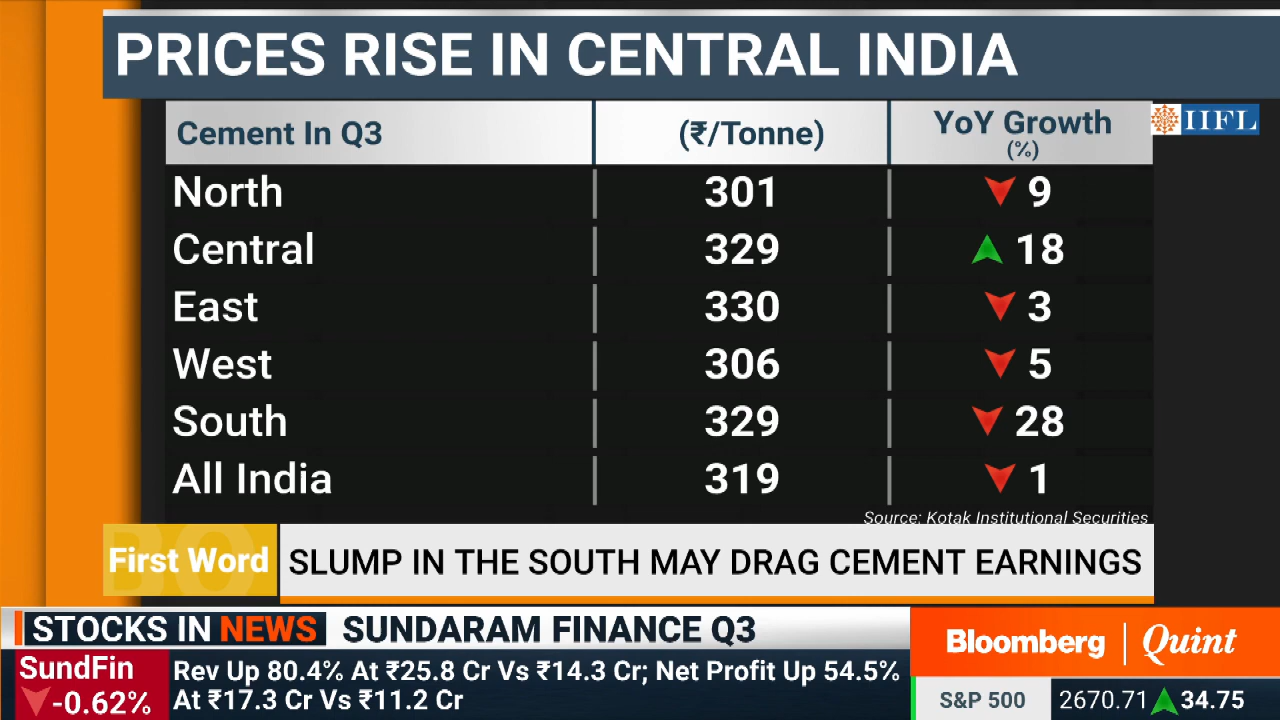 PRICES RISE IN CENTRAL INDIA
IIFL
Cement In Q3 (₹/Tonne) YoY Growth (%)
North 301 9
Central 329 18
East 330 3
West 306 5
South 329 28
All India 319 1
Source: Kotak Institutional Securities
First Word SLUMP IN THE SOUTH MAY DRAG CEMENT EARNINGS
STOCKS IN NEWS SUNDARAM FINANCE Q3
SundFin
-0.62%
Rev Up 80.4% At ₹25.8 Cr Vs ₹14.3 Cr; Net Profit Up 54.5%
At ₹17.3 Cr Vs ₹11.2 Cr
Bloomberg | Quint
S&P 500 2670.71 34.75